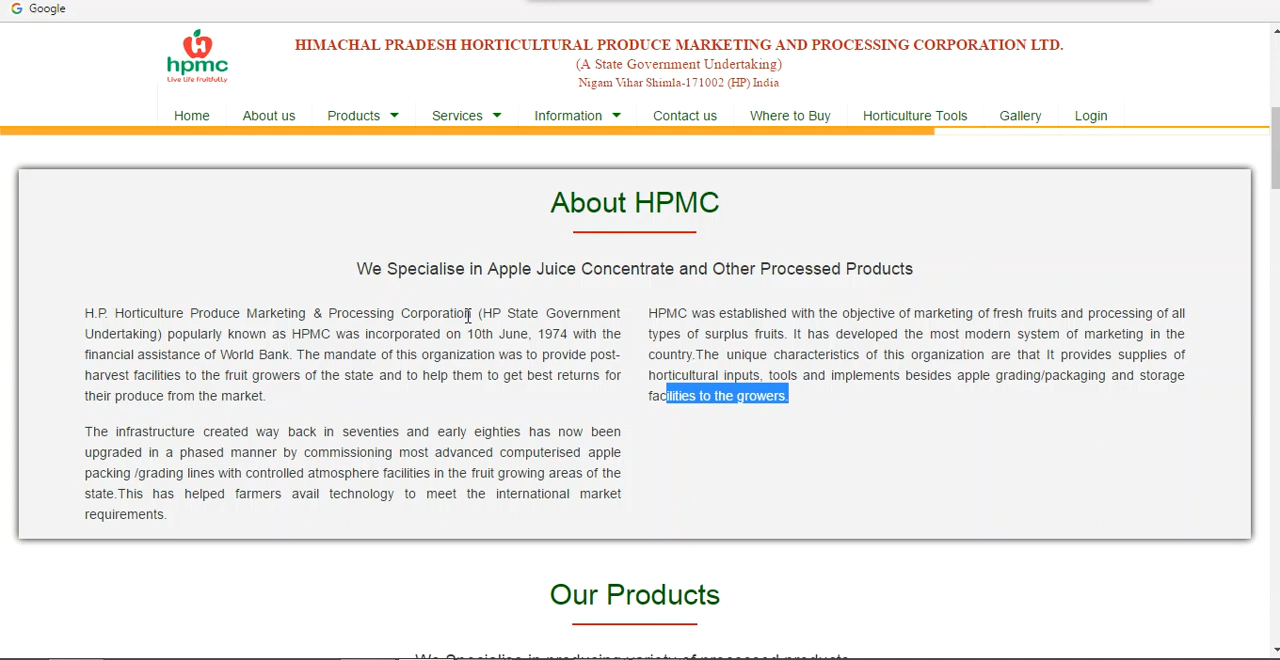 Google
hpmc
Live life fruitfully
HIMACHAL PRADESH HORTICULTURAL PRODUCE MARKETING AND PROCESSING CORPORATION LTD.
(A State Government Undertaking)
Nigam Vihar Shimla-171002 (HP) India
Home About us Products Services Information Contact us Where to Buy Horticulture Tools Gallery Login
About HPMC
We Specialise in Apple Juice Concentrate and Other Processed Products
H.P. Horticulture Produce Marketing & Processing Corporation (HP State Government
Undertaking) popularly known as HPMC was incorporated on 10th June, 1974 with the
financial assistance of World Bank. The mandate of this organization was to provide post-
harvest facilities to the fruit growers of the state and to help them to get best returns for
their produce from the market.
The infrastructure created way back in seventies and early eighties has now been
upgraded in a phased manner by commissioning most advanced computerised apple
packing /grading lines with controlled atmosphere facilities in the fruit growing areas of the
state.This has helped farmers avail technology to meet the international market
requirements.
HPMC was established with the objective of marketing of fresh fruits and processing of all
types of surplus fruits. It has developed the most modern system of marketing in the
country.The unique characteristics of this organization are that It provides supplies of
horticultural inputs, tools and implements besides apple grading/packaging and storage
facilities to the growers.
Our Products
We Specialise in producing variety of processed products